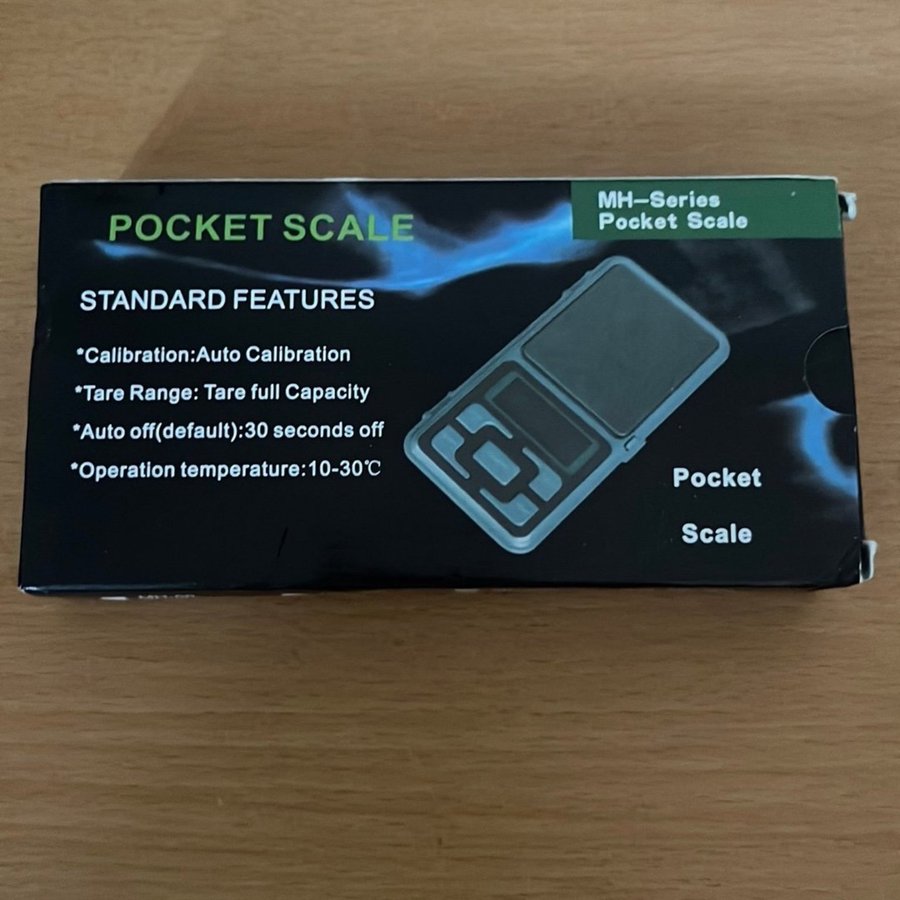 POCKET SCALE
MH-Series
Pocket Scale
STANDARD FEATURES
*Calibration:Auto Calibration
*Tare Range: Tare full Capacity
*Auto off(default):30 seconds off
*Operation temperature:10-30℃
Pocket
Scale